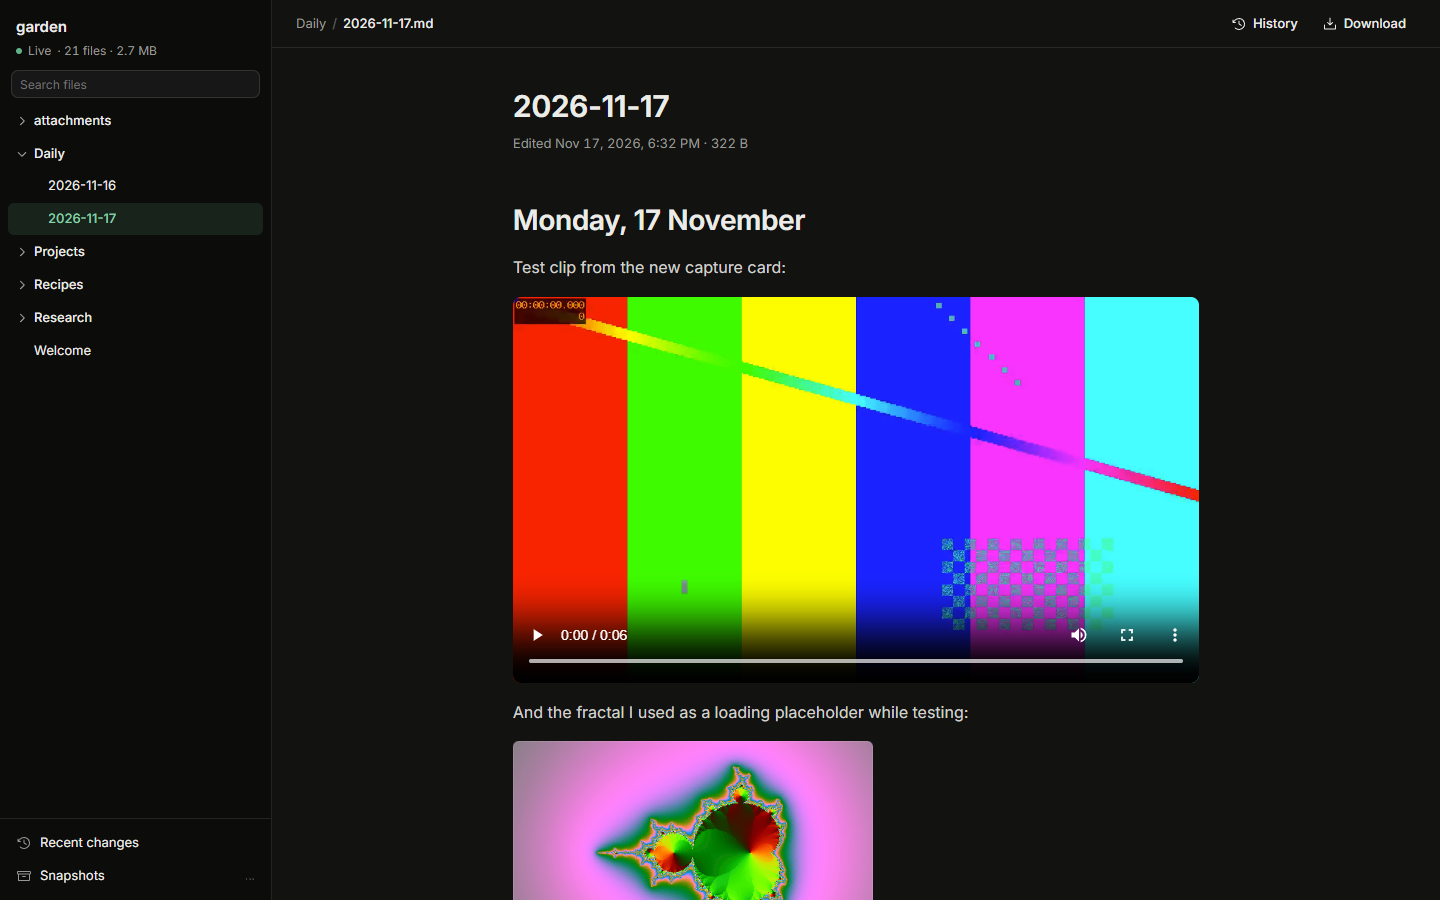 garden
Live · 21 files · 2.7 MB
Search files
attachments
Daily
2026-11-16
2026-11-17
Projects
Recipes
Research
Welcome
Recent changes
Snapshots
...
Daily / 2026-11-17.md
History
Download
2026-11-17
Edited Nov 17, 2026, 6:32 PM · 322 B
Monday, 17 November
Test clip from the new capture card:
00:00:00.000
0
0:00 / 0:06
And the fractal I used as a loading placeholder while testing: